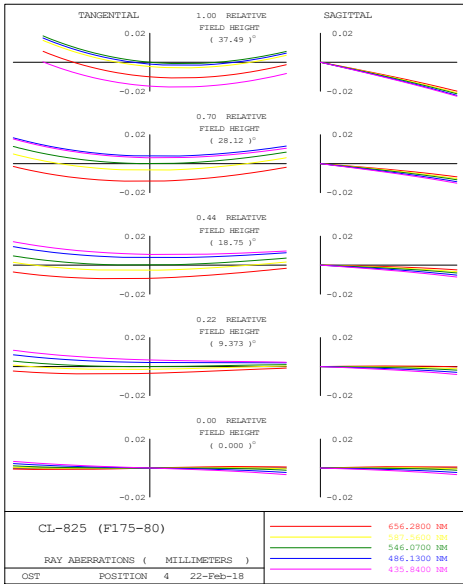 TANGENTIAL 1.00 RELATIVE SAGITTAL
FIELD HEIGHT
( 37.49 )°
0.02 0.02
-0.02 -0.02
0.70 RELATIVE
FIELD HEIGHT
( 28.12 )°
0.02 0.02
-0.02 -0.02
0.44 RELATIVE
FIELD HEIGHT
( 18.75 )°
0.02 0.02
-0.02 -0.02
0.22 RELATIVE
FIELD HEIGHT
( 9.373 )°
0.02 0.02
-0.02 -0.02
0.00 RELATIVE
FIELD HEIGHT
( 0.000 )°
0.02 0.02
-0.02 -0.02
CL-825 (F175-80)
RAY ABERRATIONS ( MILLIMETERS )
OST POSITION 4 22-Feb-18
656.2800 NM
NM
546.0700 NM
486.1300 NM
435.8400 NM